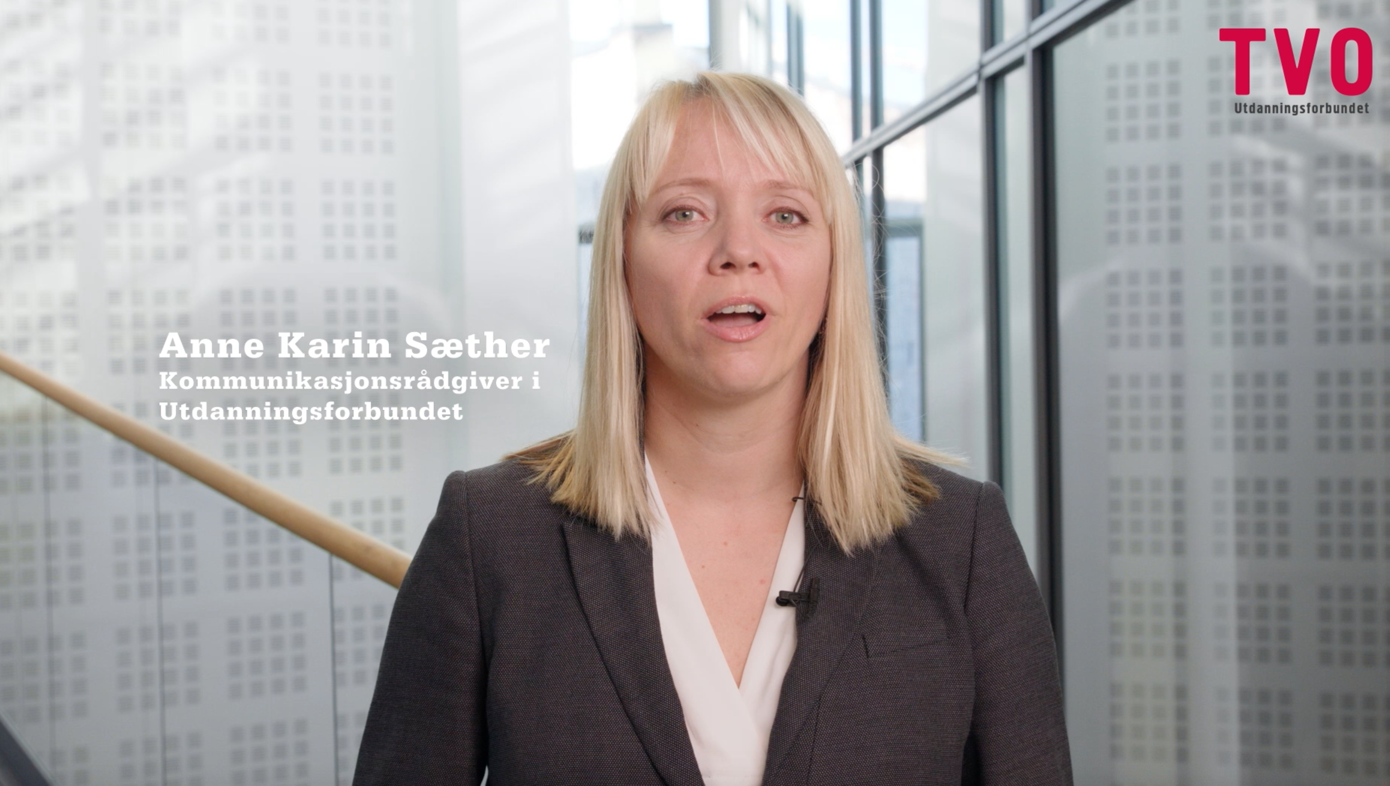 TVO
Utdanningsforbundet
Anne Karin Sæther
Kommunikasjonsrådgiver i
Utdanningsforbundet